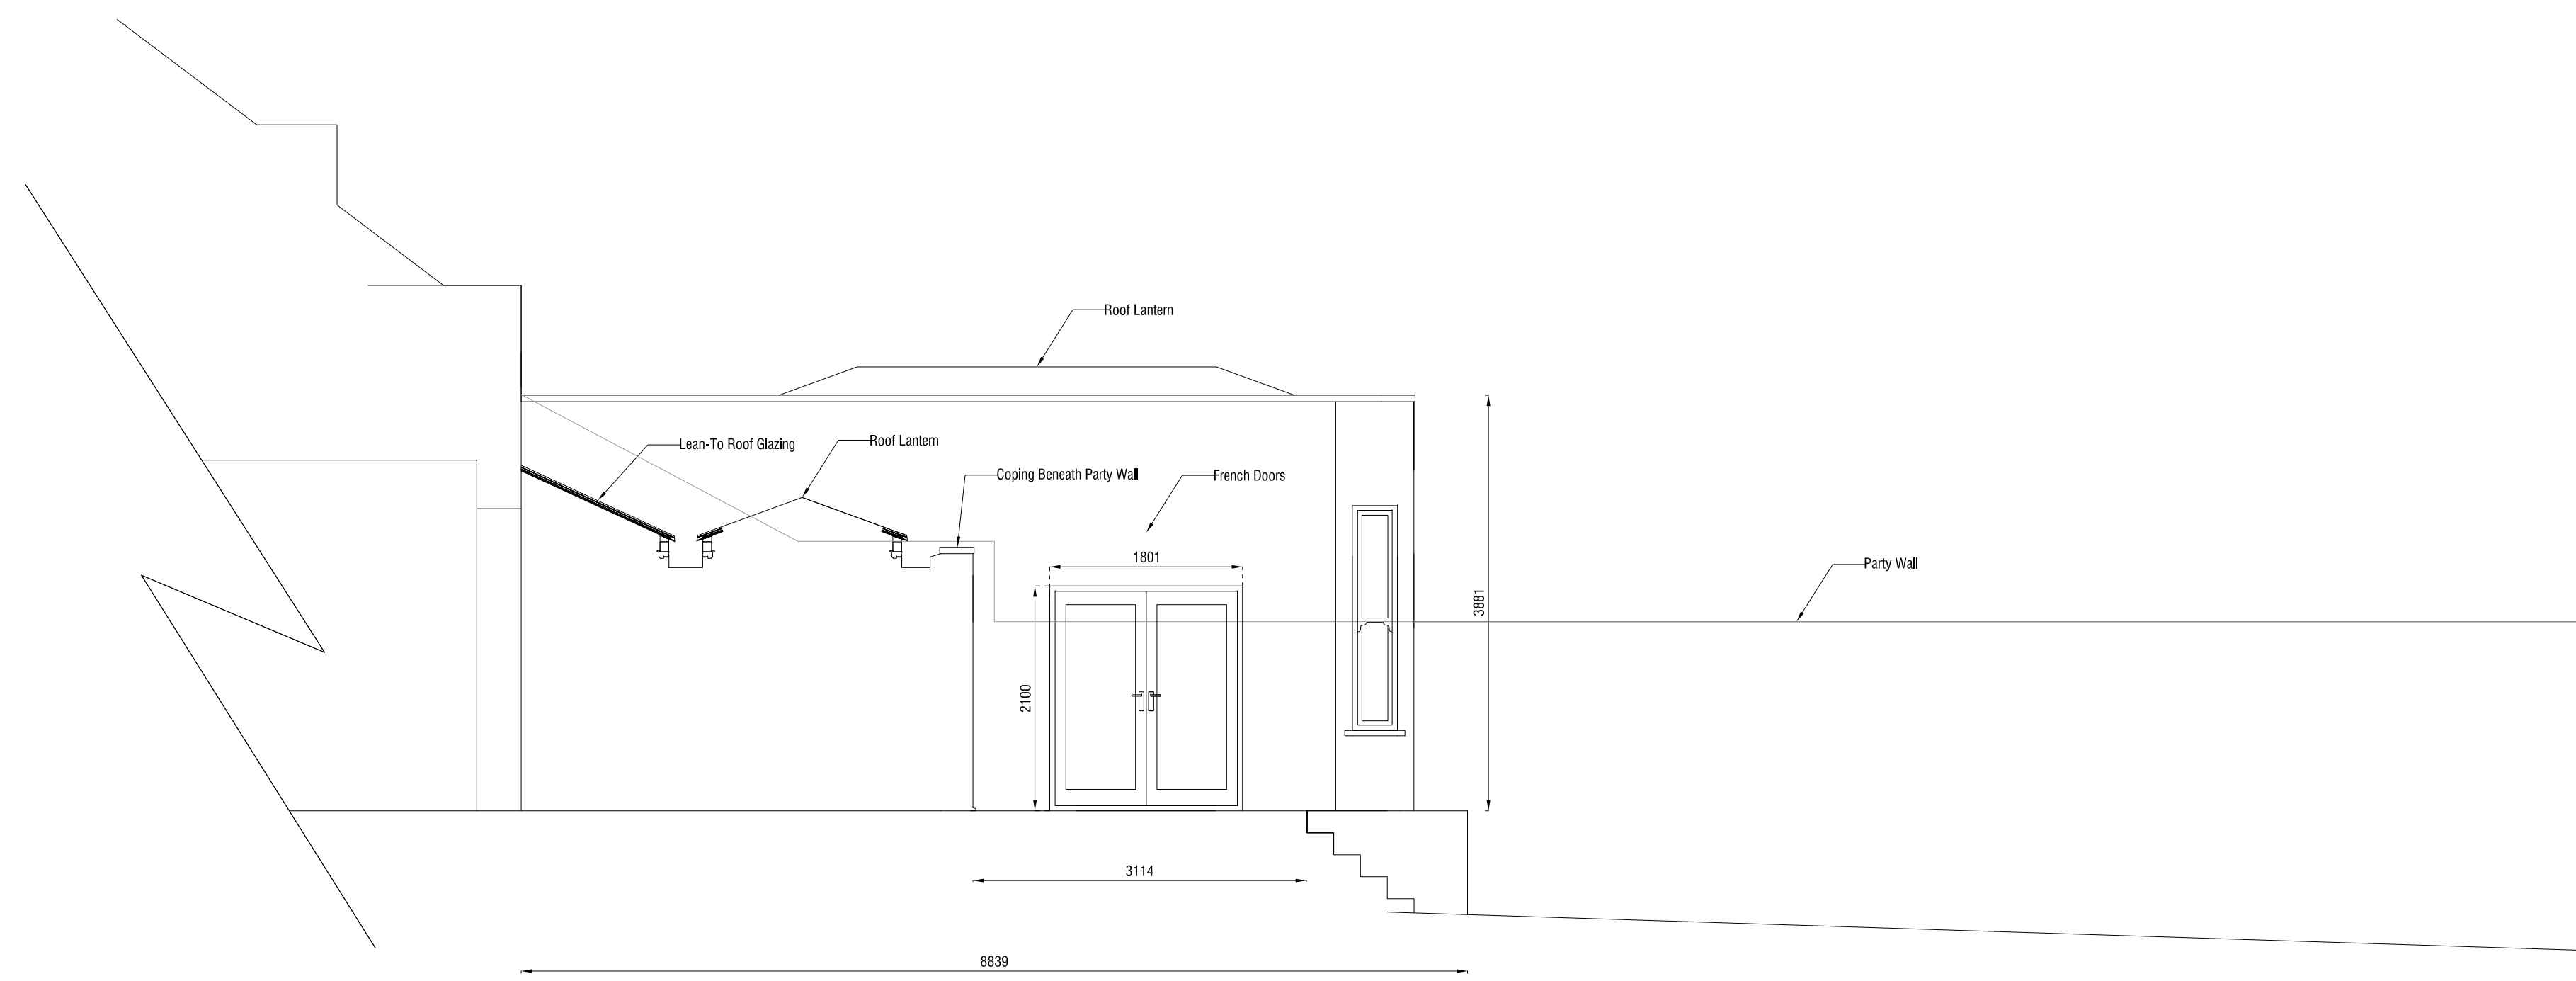 Roof Lantern
Lean-To Roof Glazing
Roof Lantern
Coping Beneath Party Wall
French Doors
1801
Party Wall
3881
2100
3114
8839